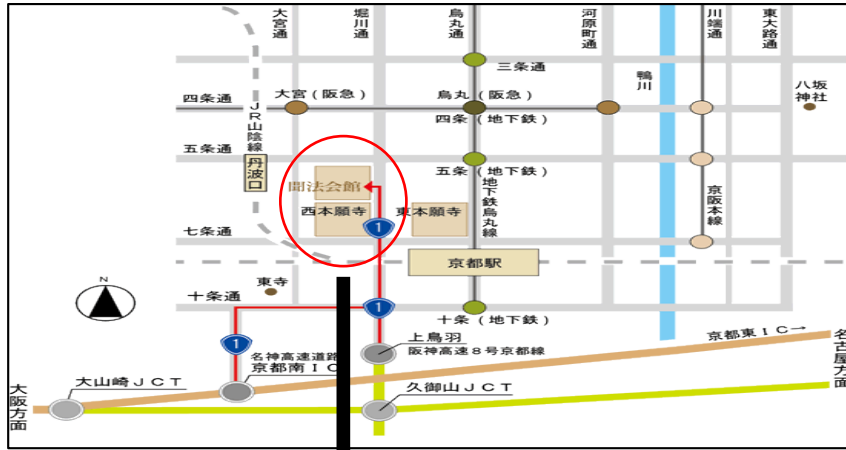 大宮通
堀川通
烏丸通
河原町通
川端通
東大路通
三条通
鴨川
八坂
神社
四条通
大宮（阪急）
烏丸（阪急）
四条（地下鉄）
JR山陰線
丹波口
五条通
五条（地下鉄）
地下鉄烏丸線
京阪本線
聞法会館
西本願寺
東本願寺
1
七条通
京都駅
N
東寺
十条通
1
十条（地下鉄）
1
上鳥羽
阪神高速8号京都線
京都東IC→
名古屋方面
名神高速道路
京都南IC
大山崎JCT
久御山JCT
大阪方面